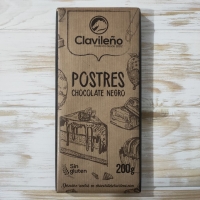 Clavileño
POSTRES
CHOCOLATE NEGRO
Sin
gluten
200g